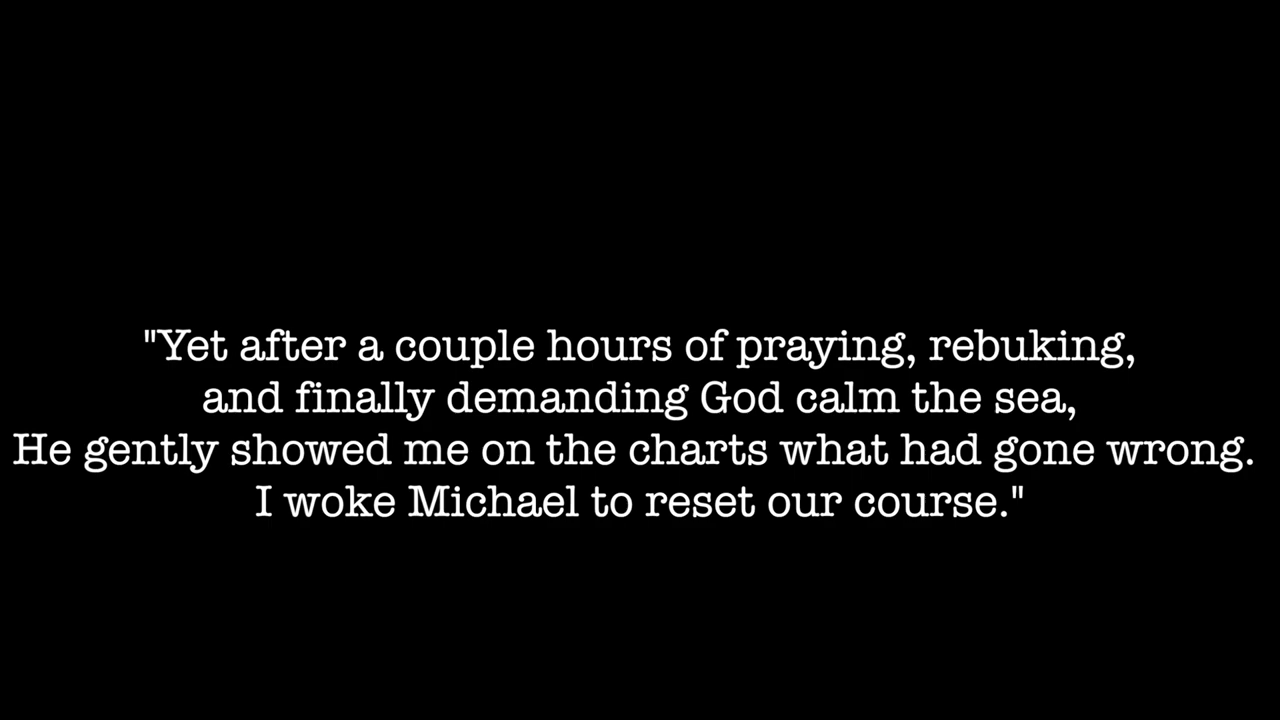 "Yet after a couple hours of praying, rebuking,
and finally demanding God calm the sea,
He gently showed me on the charts what had gone wrong.
I woke Michael to reset our course."